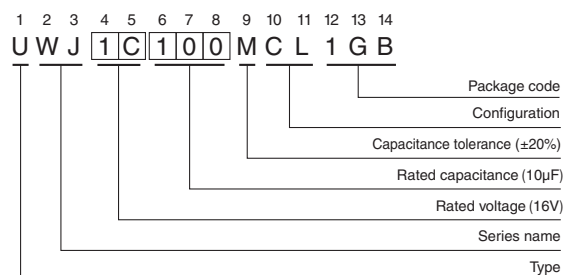 1 2 3 4 5 6 7 8 9 10 11 12 13 14
U W J 1 C 1 0 0 M C L 1 G B
Package code
Configuration
Capacitance tolerance (±20%)
Rated capacitance (10µF)
Rated voltage (16V)
Series name
Type